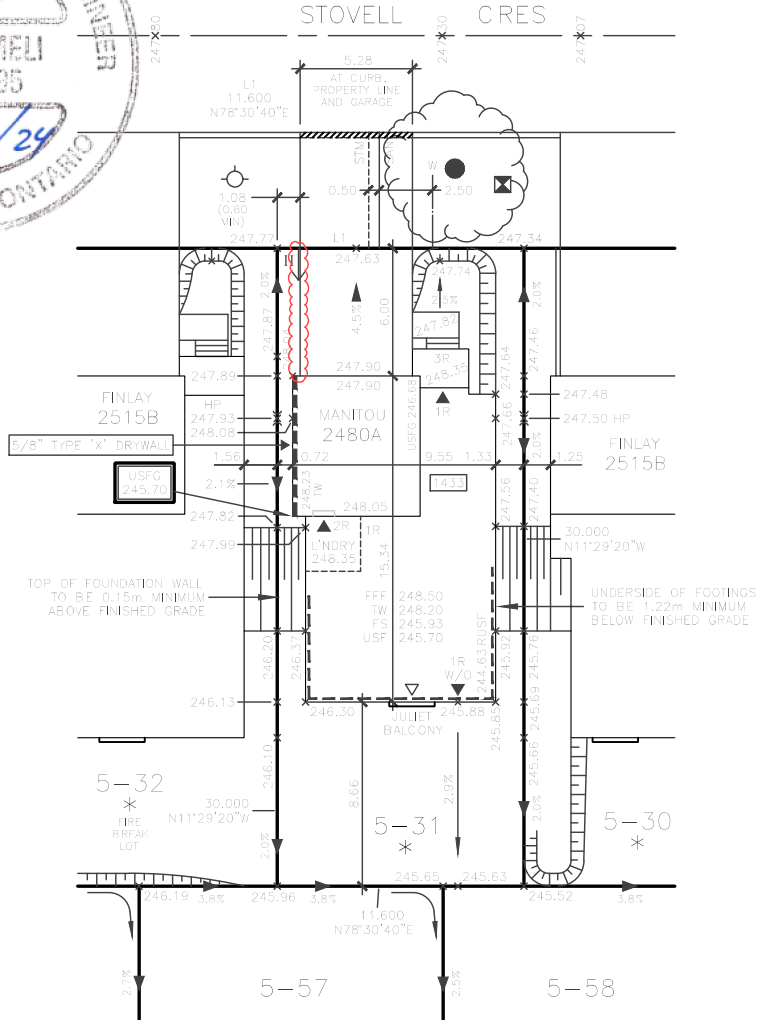 STOVELL CRES
247.80
247.30
247.07
ONTARIO
5.28
AT CURB,
PROPERTY LINE
AND GARAGE
L1
11.600
N78°30'40"E
STM
SAN
W
0.50
2.50
1.08
(0.60
MIN)
247.77
L1
247.63
247.34
247.74
2.0%
4.5%
6.00
2.5%
2.0%
247.87
247.82
247.46
247.64
3R
248.35
1R
247.90
247.90
247.89
HP
247.93
248.08
FINLAY
2515B
MANITOU
2480A
USFG 246.68
247.66
247.48
247.50 HP
2.0%
FINLAY
2515B
5/8" TYPE 'X' DRYWALL
1.56
0.72
9.55
1.33
1.25
USFG
245.70
2.1%
248.23
TW
1433
247.56
247.40
248.05
247.82
247.99
2R
1R
L'NDRY
248.35
15.34
30.000
N11°29'20"W
TOP OF FOUNDATION WALL
TO BE 0.15m MINIMUM
ABOVE FINISHED GRADE
FFF 248.50
TW 248.20
FS 245.93
USF 245.70
UNDERSIDE OF FOOTINGS
TO BE 1.22m MINIMUM
BELOW FINISHED GRADE
246.20
246.37
1R
W/O
244.63 RUSF
245.92
245.76
246.13
246.30
JULIET
BALCONY
245.88
245.85
245.69
246.10
245.66
5-32
*
FIRE
BREAK
LOT
30.000
N11°29'20"W
8.66
2.9%
5-31
*
2.0%
5-30
*
2.0%
246.19
3.8%
245.96
3.8%
245.65
245.63
245.52
3.8%
11.600
N78°30'40"E
2.7%
5-57
2.5%
5-58